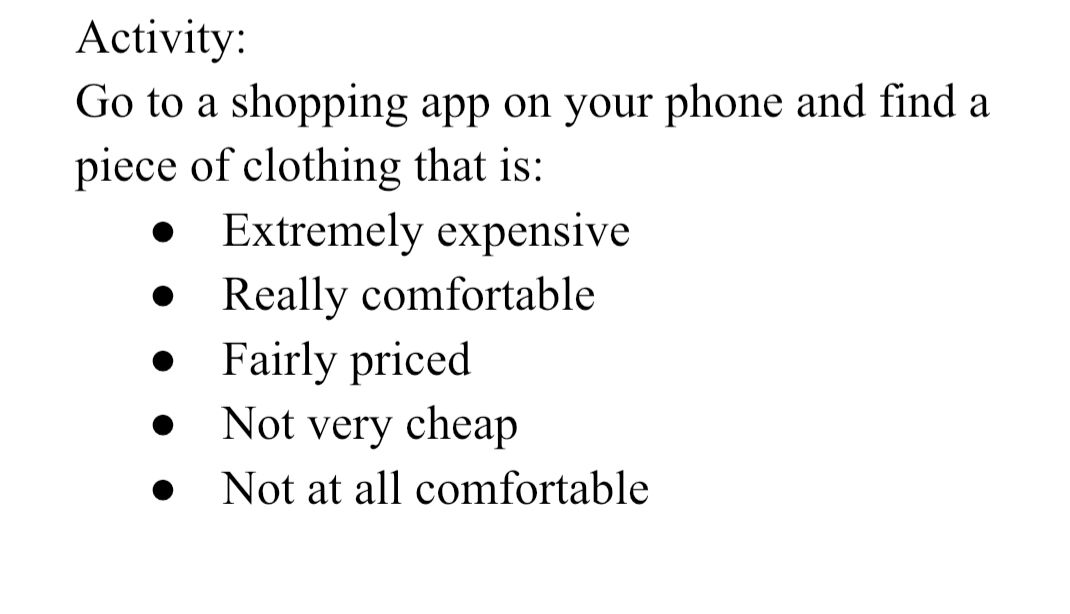 Activity:
Go to a shopping app on your phone and find a
piece of clothing that is:
● Extremely expensive
● Really comfortable
● Fairly priced
● Not very cheap
● Not at all comfortable